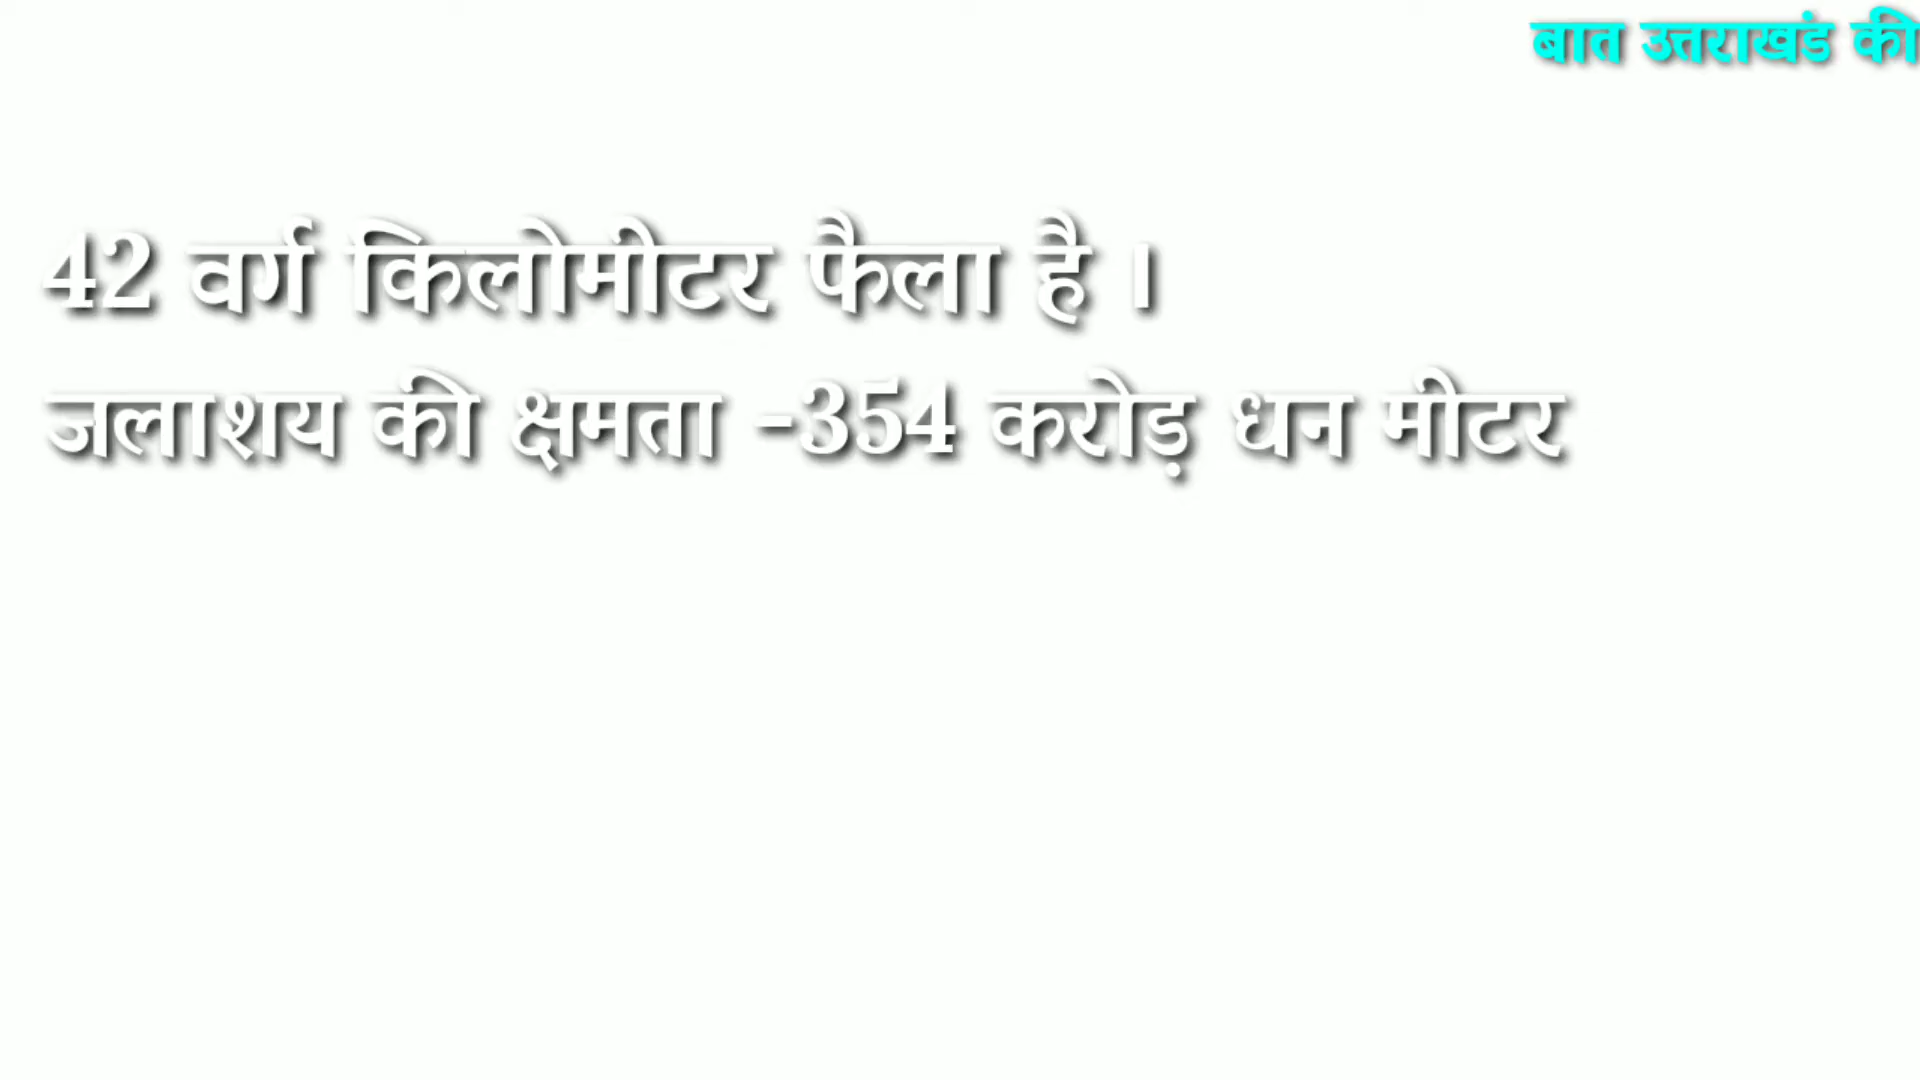 बात उत्तराखंड की
42 वर्ग किलोमीटर फैला है ।
जलाशय की क्षमता -354 करोड़ धन मीटर